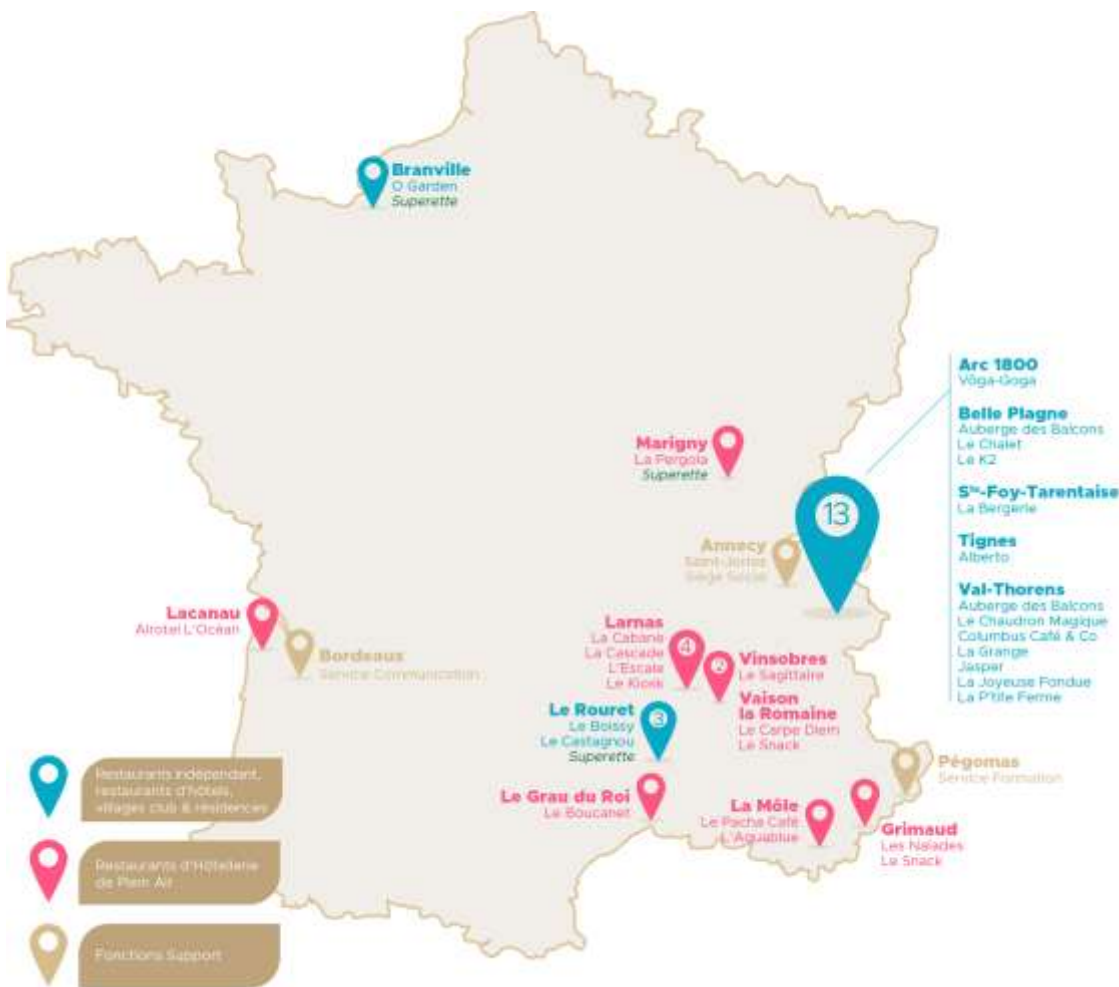 Branville
O Garden
Superette
Arc 1800
Vôga-Goga
Belle Plagne
Auberge des Balcons
Le Chalet
Le K2
Ste-Foy-Tarentaise
La Bergerie
Tignes
Alberto
Val-Thorens
Auberge des Balcons
Le Chaudron Magique
Columbus Café & Co
La Grange
Jasper
La Joyeuse Fondue
La P'tite Ferme
13
Marigny
La Pergola
Superette
Annecy
Saint-Jorioz
Siège Social
Lacanau
Airotel L'Océan
Bordeaux
Service Communication
Larnas
La Cabane
La Cascade
L'Escale
Le Kiosk
4
2
Vinsobres
Le Sagittaire
Vaison
la Romaine
Le Carpe Diem
Le Snack
Le Rouret
Le Boissy
Le Castagnou
Superette
3
Le Grau du Roi
Le Boucanet
La Môle
Le Pacha Café
L'Aquablue
Pégomas
Service Formation
Grimaud
Les Naïades
Le Snack
Restaurants indépendant,
restaurants d'hôtels,
villages club & résidences
Restaurants d'Hôtellerie
de Plein Air
Fonctions Support